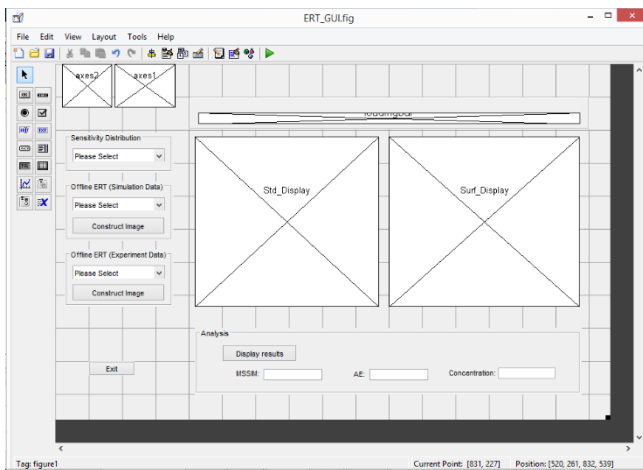 ERT_GUI.fig
File Edit View Layout Tools Help
axes2 axes1
loadingbar
Sensitivity Distribution
Please Select
Std_Display Surf_Display
Offline ERT (Simulation Data)
Please Select
Construct Image
Offline ERT (Experiment Data)
Please Select
Construct Image
Analysis
Display results
Exit
MSSIM: AE: Concentration:
Tag: figure1 Current Point: [831, 227] Position: [520, 261, 832, 539]